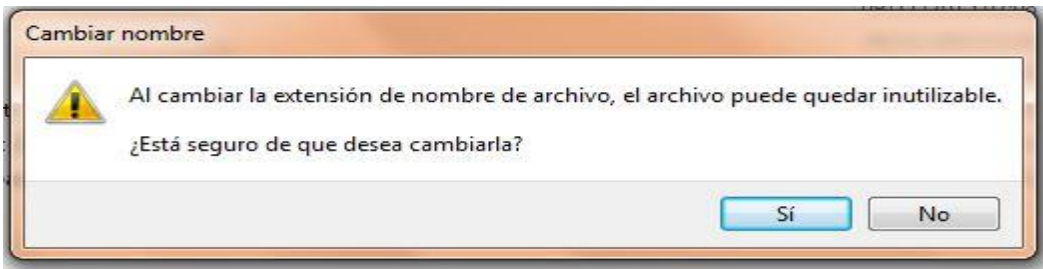 Cambiar nombre
Al cambiar la extensión de nombre de archivo, el archivo puede quedar inutilizable.
¿Está seguro de que desea cambiarla?
Sí No